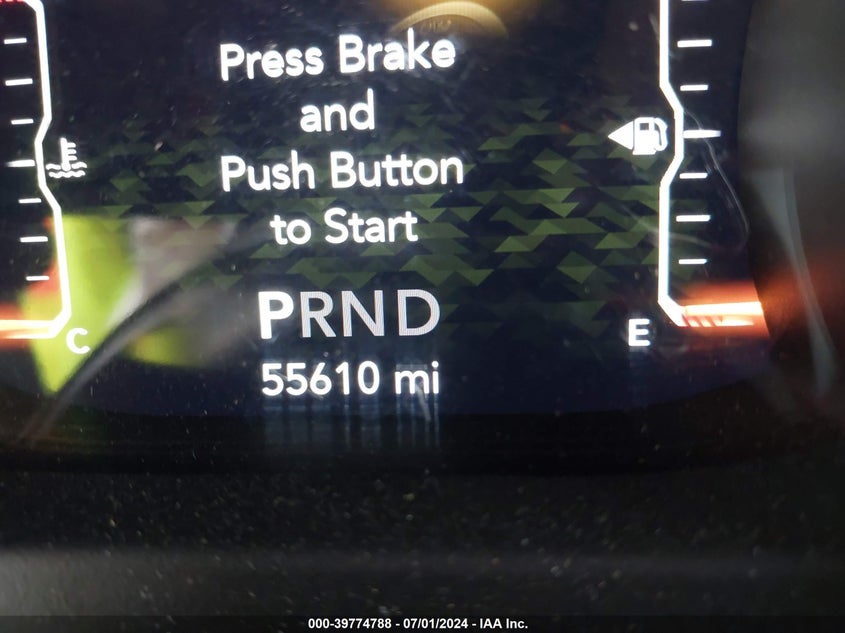 Press Brake
and
Push Button
to Start
PRND
C
E
55610 mi
000-39774788 - 07/01/2024 - IAA Inc.